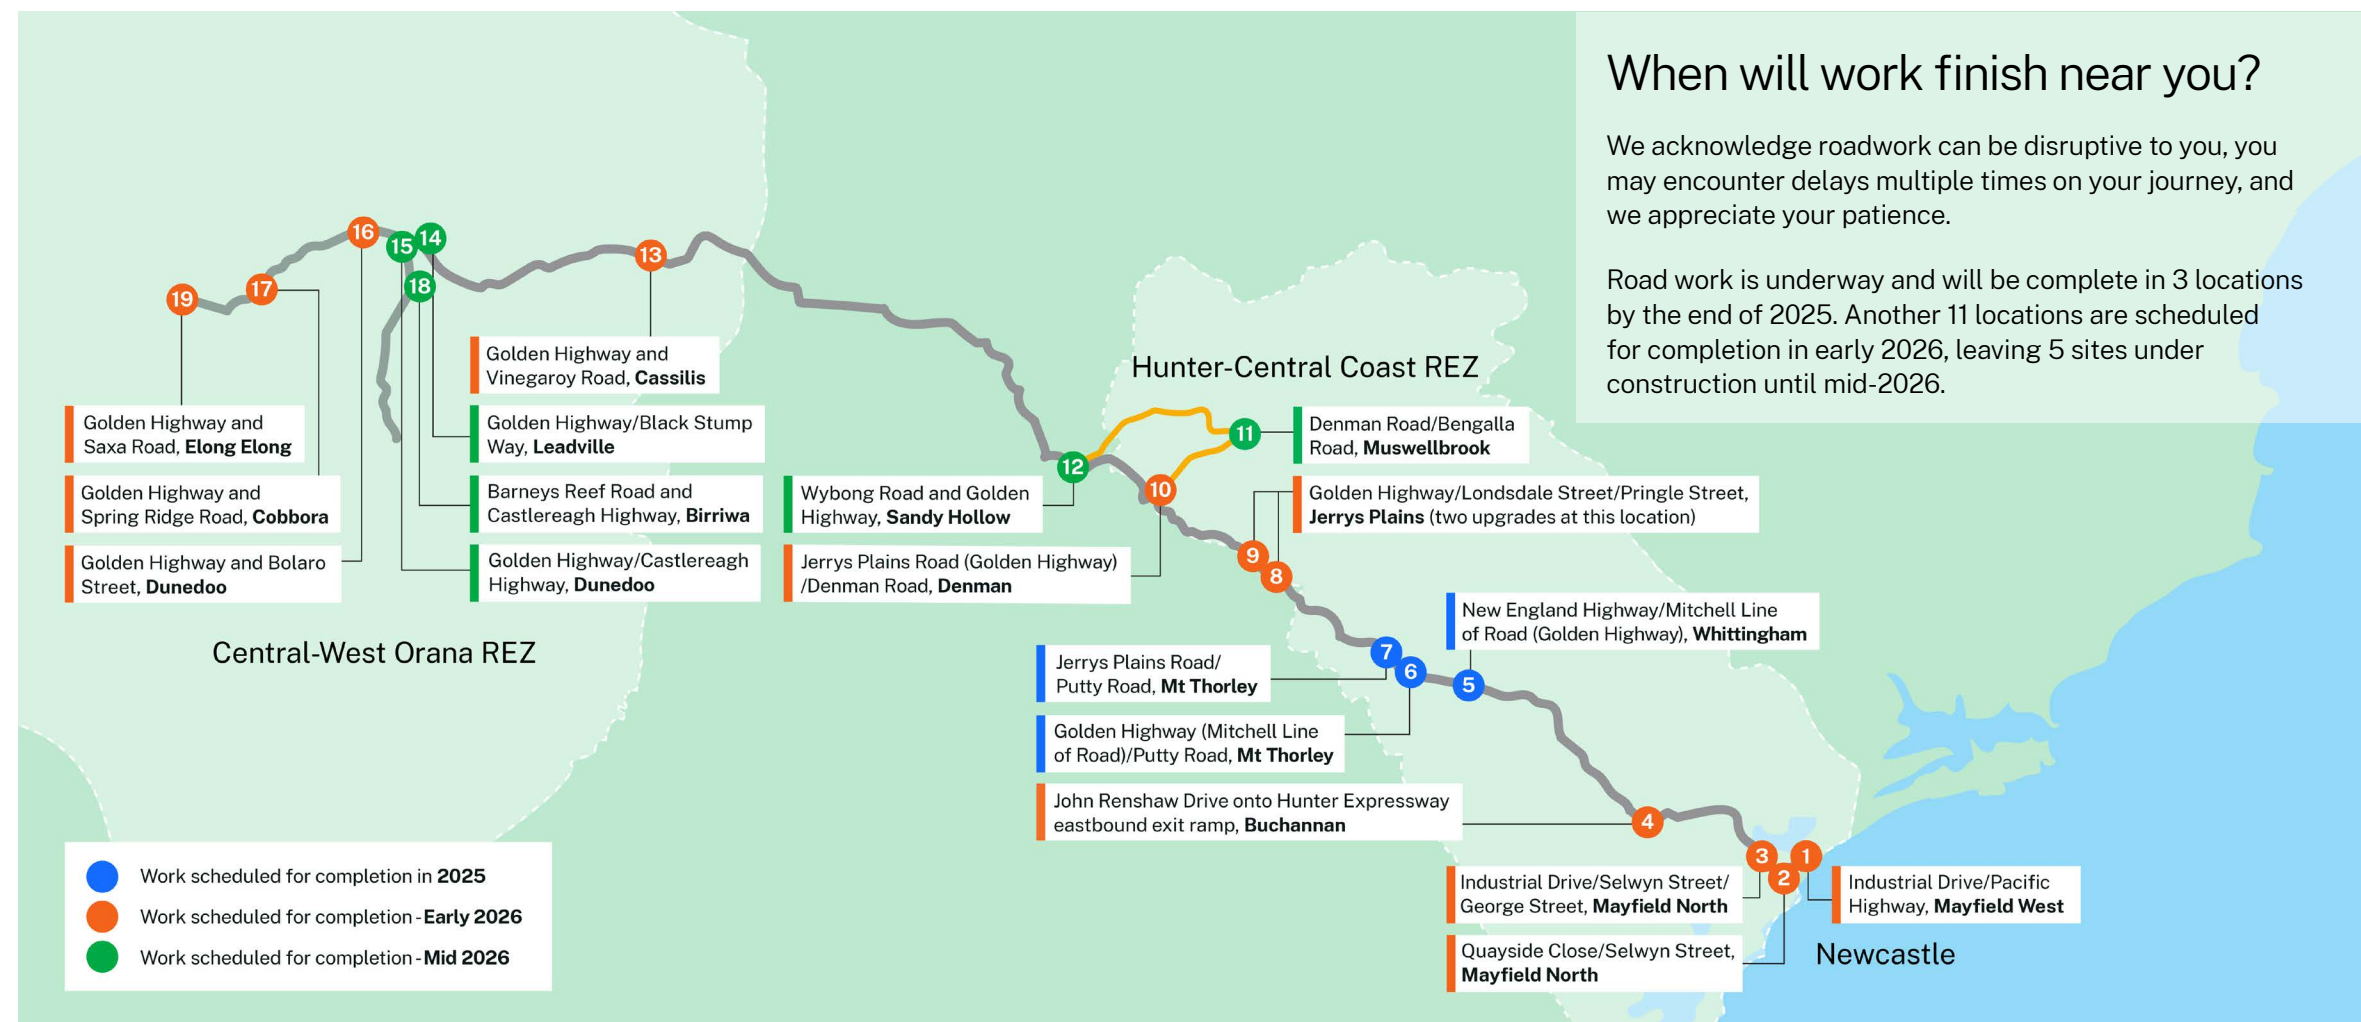 When will work finish near you?
We acknowledge roadwork can be disruptive to you, you
may encounter delays multiple times on your journey, and
we appreciate your patience.
Road work is underway and will be complete in 3 locations
by the end of 2025. Another 11 locations are scheduled
for completion in early 2026, leaving 5 sites under
construction until mid-2026.
16
15
14
13
18
17
19
Golden Highway and
Vinegaroy Road, Cassilis
Golden Highway and
Saxa Road, Elong Elong
Golden Highway/Black Stump
Way, Leadville
Golden Highway and
Spring Ridge Road, Cobbora
Barneys Reef Road and
Castlereagh Highway, Birriwa
Golden Highway and Bolaro
Street, Dunedoo
Golden Highway/Castlereagh
Highway, Dunedoo
Central-West Orana REZ
Hunter-Central Coast REZ
11
Denman Road/Bengalla
Road, Muswellbrook
12
10
Wybong Road and Golden
Highway, Sandy Hollow
Golden Highway/Londsdale Street/Pringle Street,
Jerrys Plains (two upgrades at this location)
Jerrys Plains Road (Golden Highway)
/Denman Road, Denman
9
8
New England Highway/Mitchell Line
of Road (Golden Highway), Whittingham
7
6
5
Jerrys Plains Road/
Putty Road, Mt Thorley
Golden Highway (Mitchell Line
of Road)/Putty Road, Mt Thorley
John Renshaw Drive onto Hunter Expressway
eastbound exit ramp, Buchannan
4
3
2
1
Industrial Drive/Selwyn Street/
George Street, Mayfield North
Industrial Drive/Pacific
Highway, Mayfield West
Quayside Close/Selwyn Street,
Mayfield North
Newcastle
Work scheduled for completion in 2025
Work scheduled for completion - Early 2026
Work scheduled for completion - Mid 2026